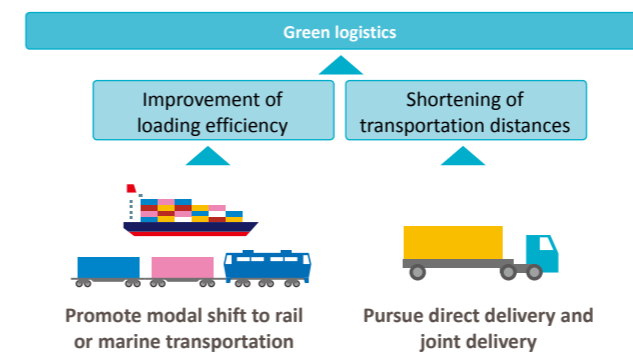 Green logistics
Improvement of
loading efficiency
Shortening of
transportation distances
Promote modal shift to rail
or marine transportation
Pursue direct delivery and
joint delivery